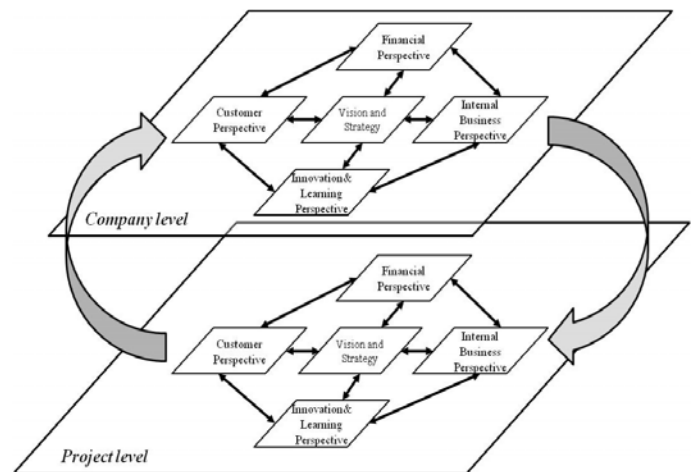 Financial
Perspective
Customer
Perspective
Vision and
Strategy
Internal
Business
Perspective
Innovation&
Learning
Perspective
Company level
Financial
Perspective
Customer
Perspective
Vision and
Strategy
Internal
Business
Perspective
Innovation&
Learning
Perspective
Project level